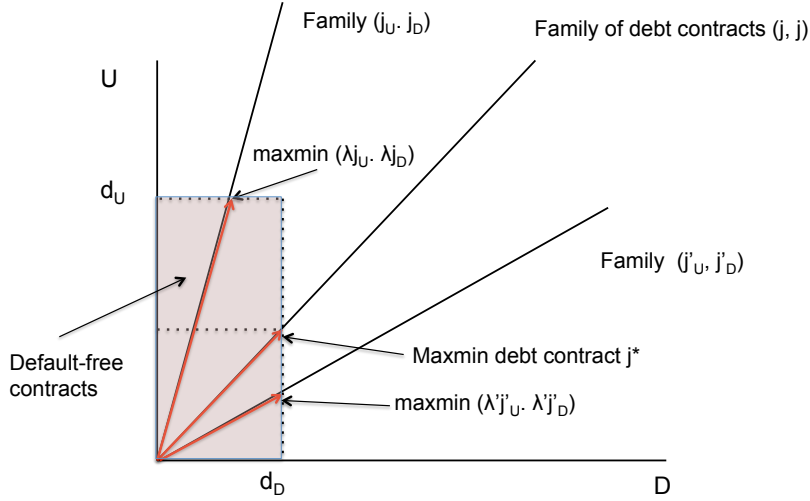 Family (jU. jD)
Family of debt contracts (j, j)
U
maxmin (λjU. λjD)
dU
Family (j'U, j'D)
Default-free
contracts
Maxmin debt contract j*
maxmin (λ'j'U. λ'j'D)
dD
D